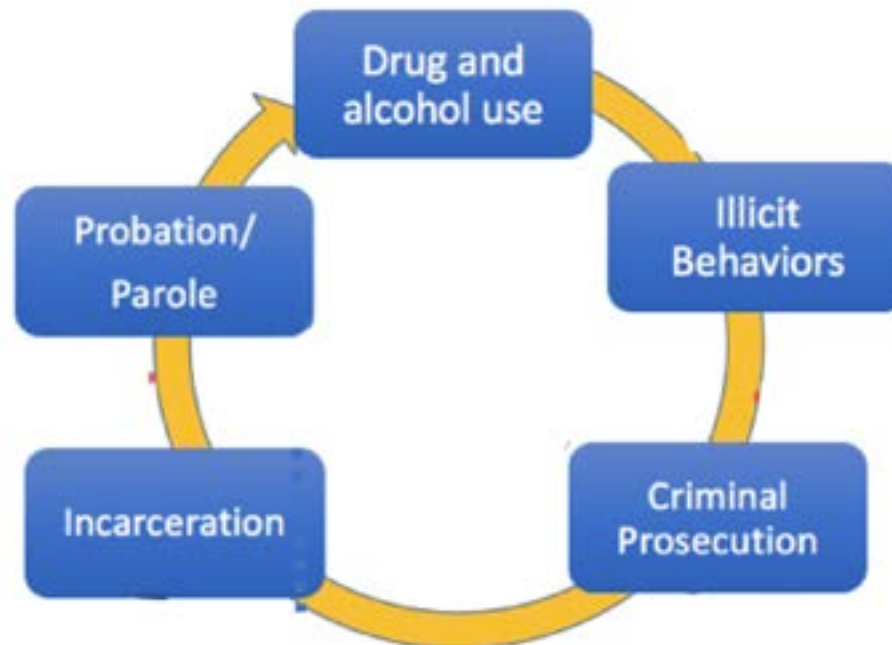 Drug and
alcohol use
Illicit
Behaviors
Criminal
Prosecution
Incarceration
Probation/
Parole